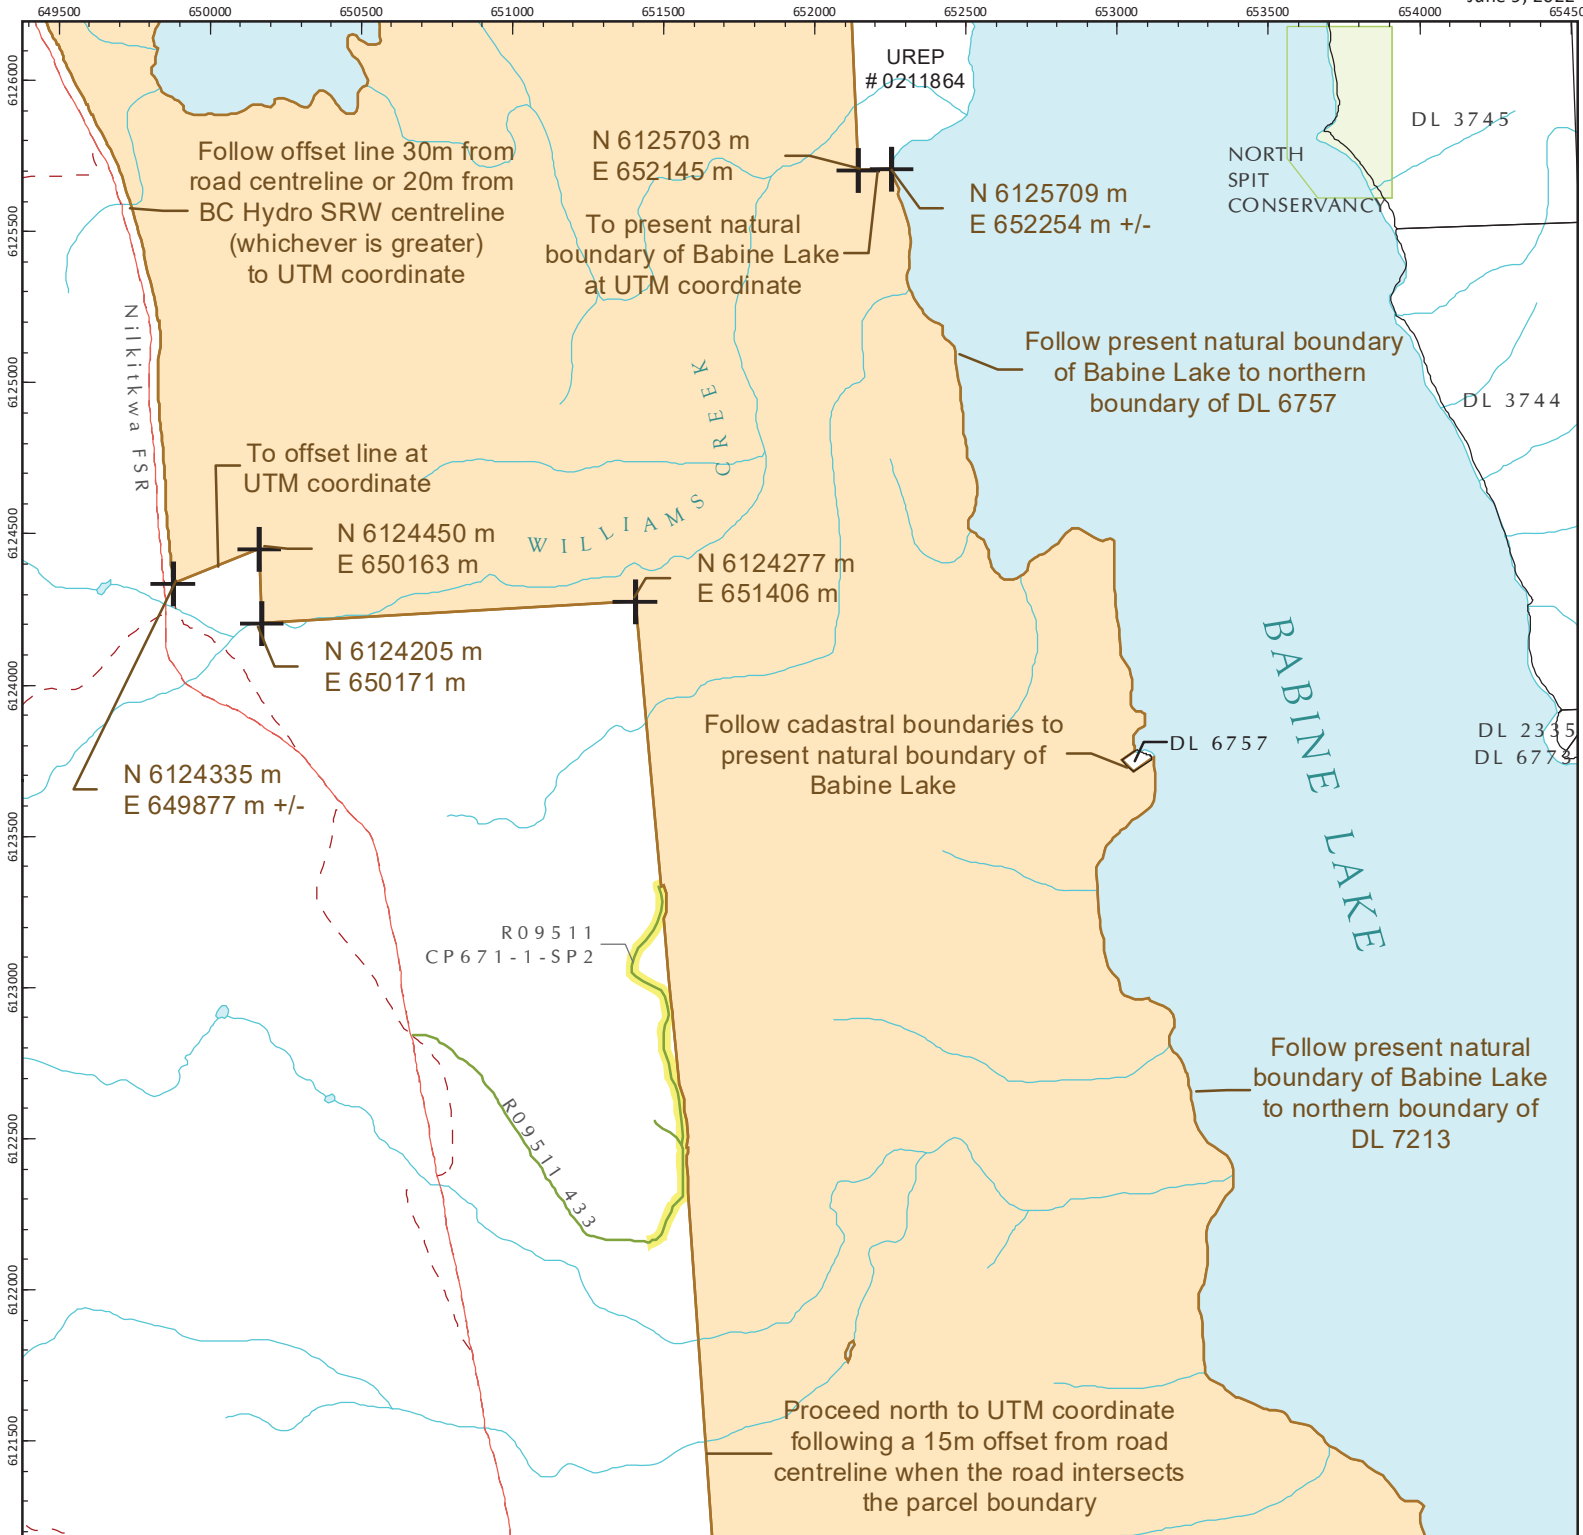 649500
650000
650500
651000
651500
652000
652500
653000
653500
654000
6126000
6125500
6125000
6124500
6124000
6123500
6123000
6122500
6122000
6121500
UREP
# 0211864
Follow offset line 30m from
road centreline or 20m from
BC Hydro SRW centreline
(whichever is greater)
to UTM coordinate
N 6125703 m
E 652145 m
N 6125709 m
E 652254 m +/-
To present natural
boundary of Babine Lake
at UTM coordinate
NORTH
SPIT
CONSERVANCY
DL 3745
DL 3744
Follow present natural boundary
of Babine Lake to northern
boundary of DL 6757
Nilkitkwa FSR
To offset line at
UTM coordinate
N 6124450 m
E 650163 m
WILLIAMS CREEK
N 6124277 m
E 651406 m
N 6124205 m
E 650171 m
N 6124335 m
E 649877 m +/-
Follow cadastral boundaries to
present natural boundary of
Babine Lake
DL 6757
BABINE LAKE
DL 2335
DL 6773
R09511
CP671-1-SP2
R09511 433
Follow present natural
boundary of Babine Lake
to northern boundary of
DL 7213
Proceed north to UTM coordinate
following a 15m offset from road
centreline when the road intersects
the parcel boundary